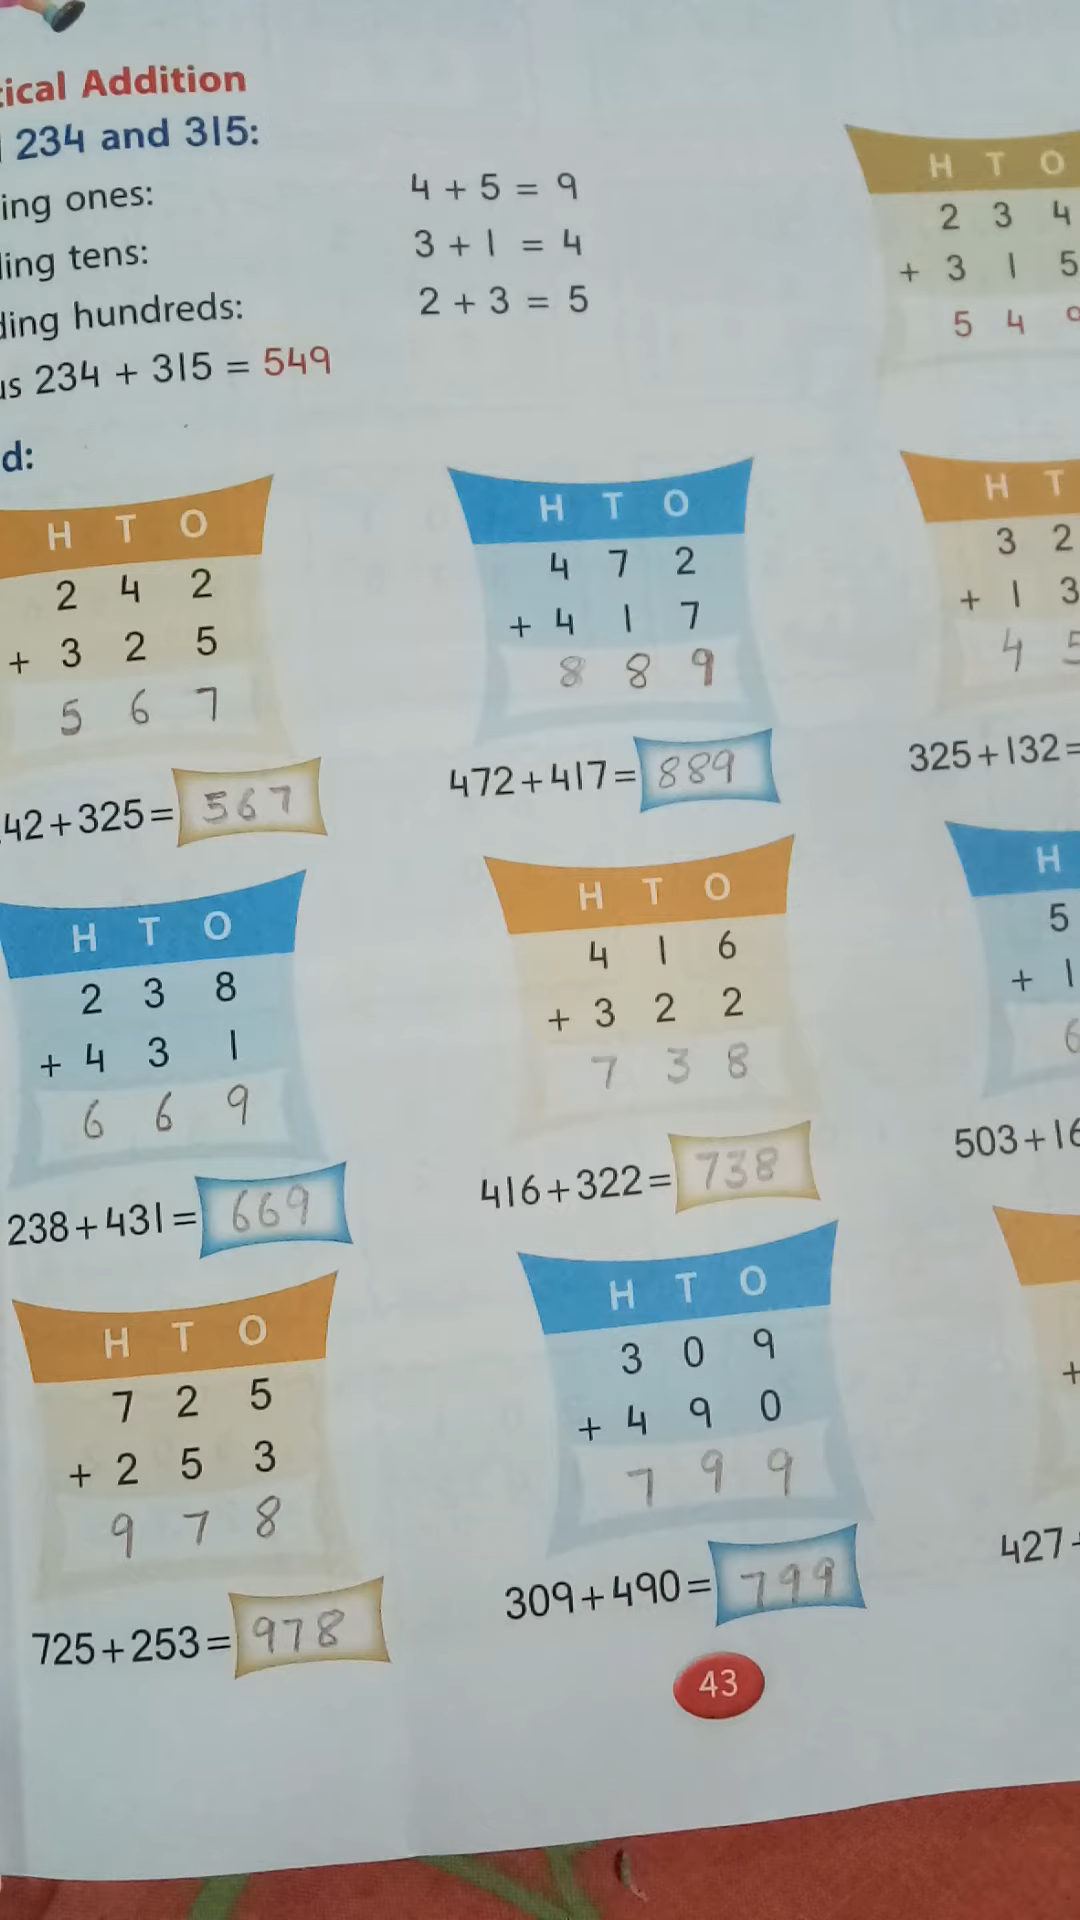 Addition
234 and 315:
ones: 4 + 5 = 9
tens: 3 + 1 = 4
hundreds: 2 + 3 = 5
234 + 315 = 549
H T O
2 3 4
+ 3 1 5
5 4
H T O
2 4 2
+ 3 2 5
5 6 7
42+325= 567
H T O
4 7 2
+ 4 1 7
8 8 9
472+417= 889
H T
3 2
+ 1 3
4 5
325+132=
H T O
2 3 8
+ 4 3 1
6 6 9
238+431= 669
H T O
4 1 6
+ 3 2 2
7 3 8
416+322= 738
H
5
+ 1
6
503+16
H T O
7 2 5
+ 2 5 3
9 7 8
725+253= 978
H T O
3 0 9
+ 4 9 0
7 9 9
309+490= 799
+
427
43